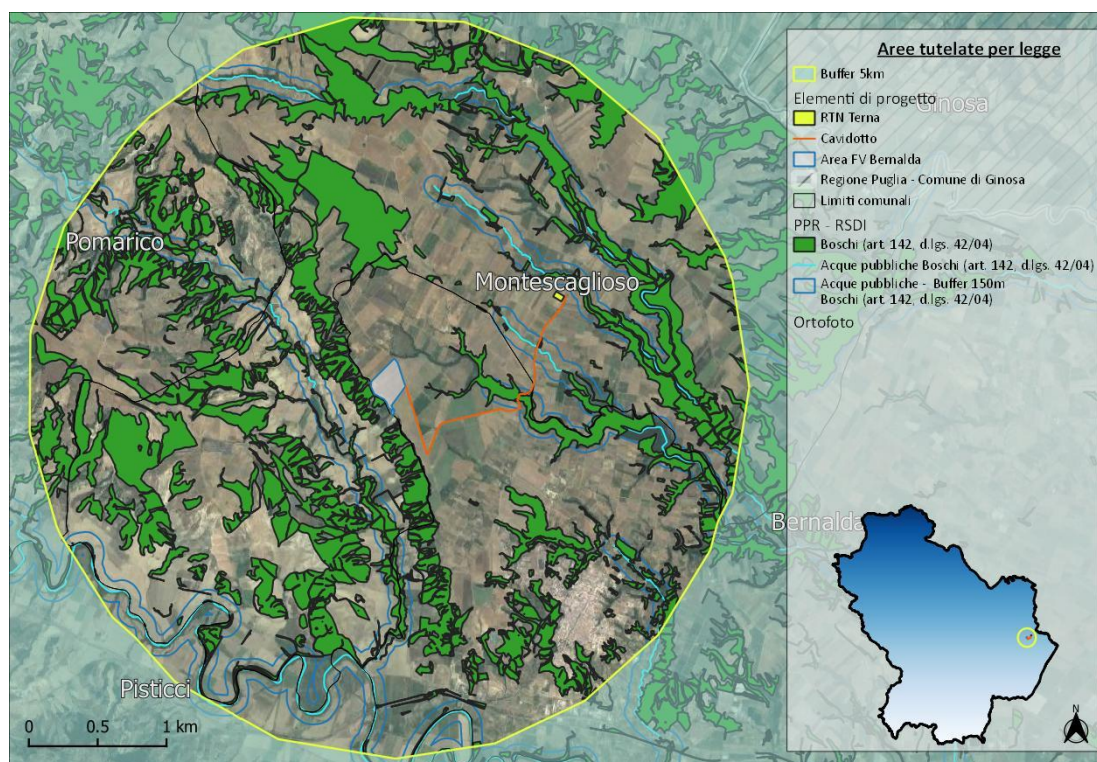 Aree tutelate per legge
Buffer 5km
Elementi di progetto
Ginosa
RTN Terna
Cavidotto
Area FV Bernalda
Regione Puglia - Comune di Ginosa
Limiti comunali
PPR - RSDI
Boschi (art. 142, d.lgs. 42/04)
Acque pubbliche Boschi (art. 142, d.lgs. 42/04)
Acque pubbliche - Buffer 150m
Boschi (art. 142, d.lgs. 42/04)
Ortofoto
Pomarico
Montescaglioso
Bernalda
Pisticci
0 0.5 1 km
N